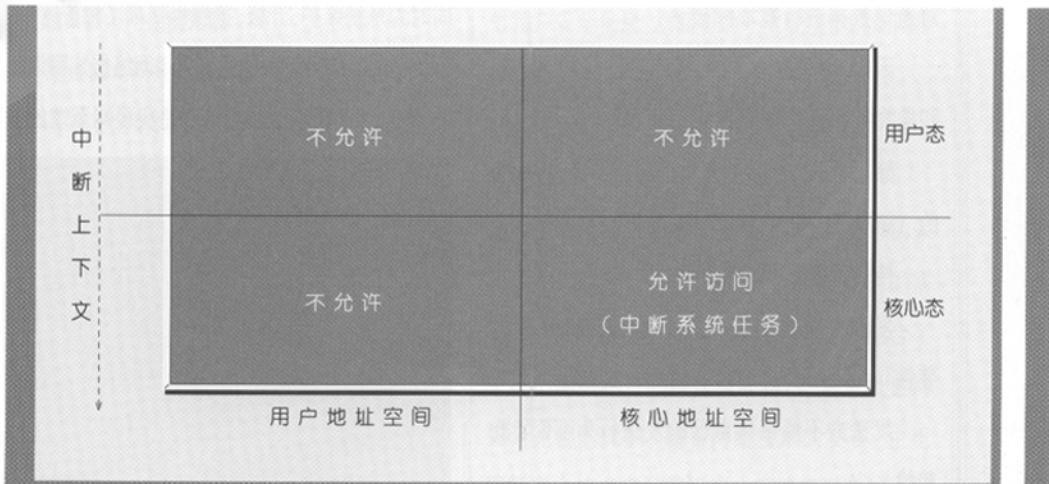 中断上下文
不允许
不允许
用户态
不允许
允许访问
（中断系统任务）
核心态
用户地址空间
核心地址空间